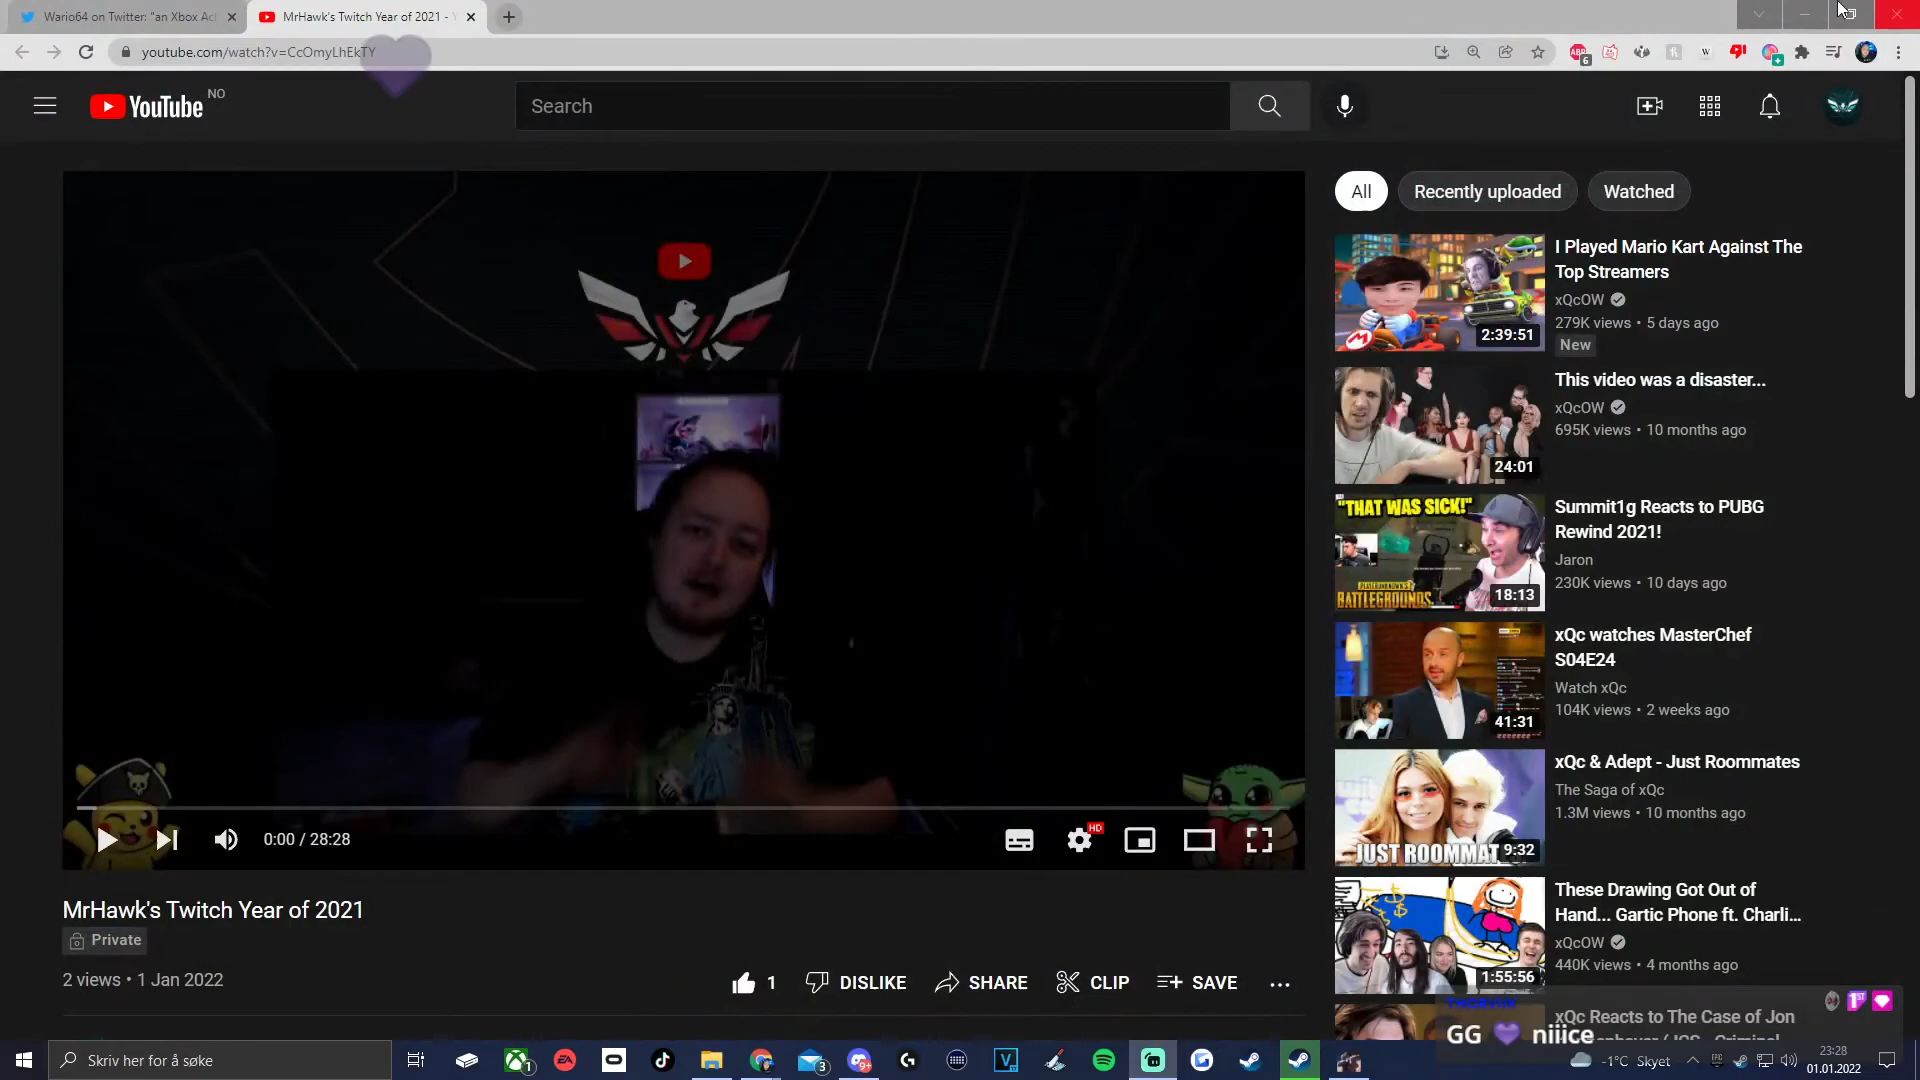 Wario64 on Twitter: "an Xbox Ac
MrHawk's Twitch Year of 2021 -
youtube.com/watch?v=CcOmyLhEkTY
ABP
6
YouTube
NO
Search
All
Recently uploaded
Watched
I Played Mario Kart Against The
Top Streamers
xQcOW
279K views • 5 days ago
New
2:39:51
This video was a disaster...
xQcOW
695K views • 10 months ago
24:01
"THAT WAS SICK!"
BATTLEGROUNDS
18:13
Summit1g Reacts to PUBG
Rewind 2021!
Jaron
230K views • 10 days ago
xQc watches MasterChef
S04E24
Watch xQc
104K views • 2 weeks ago
41:31
xQc & Adept - Just Roommates
The Saga of xQc
1.3M views • 10 months ago
JUST ROOMMAT
9:32
These Drawing Got Out of
Hand... Gartic Phone ft. Charli...
xQcOW
440K views • 4 months ago
1:55:56
xQc Reacts to The Case of Jon
GG 💜 niiice
0:00 / 28:28
HD
MrHawk's Twitch Year of 2021
Private
2 views • 1 Jan 2022
1
DISLIKE
SHARE
CLIP
SAVE
Skriv her for å søke
1
EA
3
9+
V
-1°C Skyet
23:28
01.01.2022